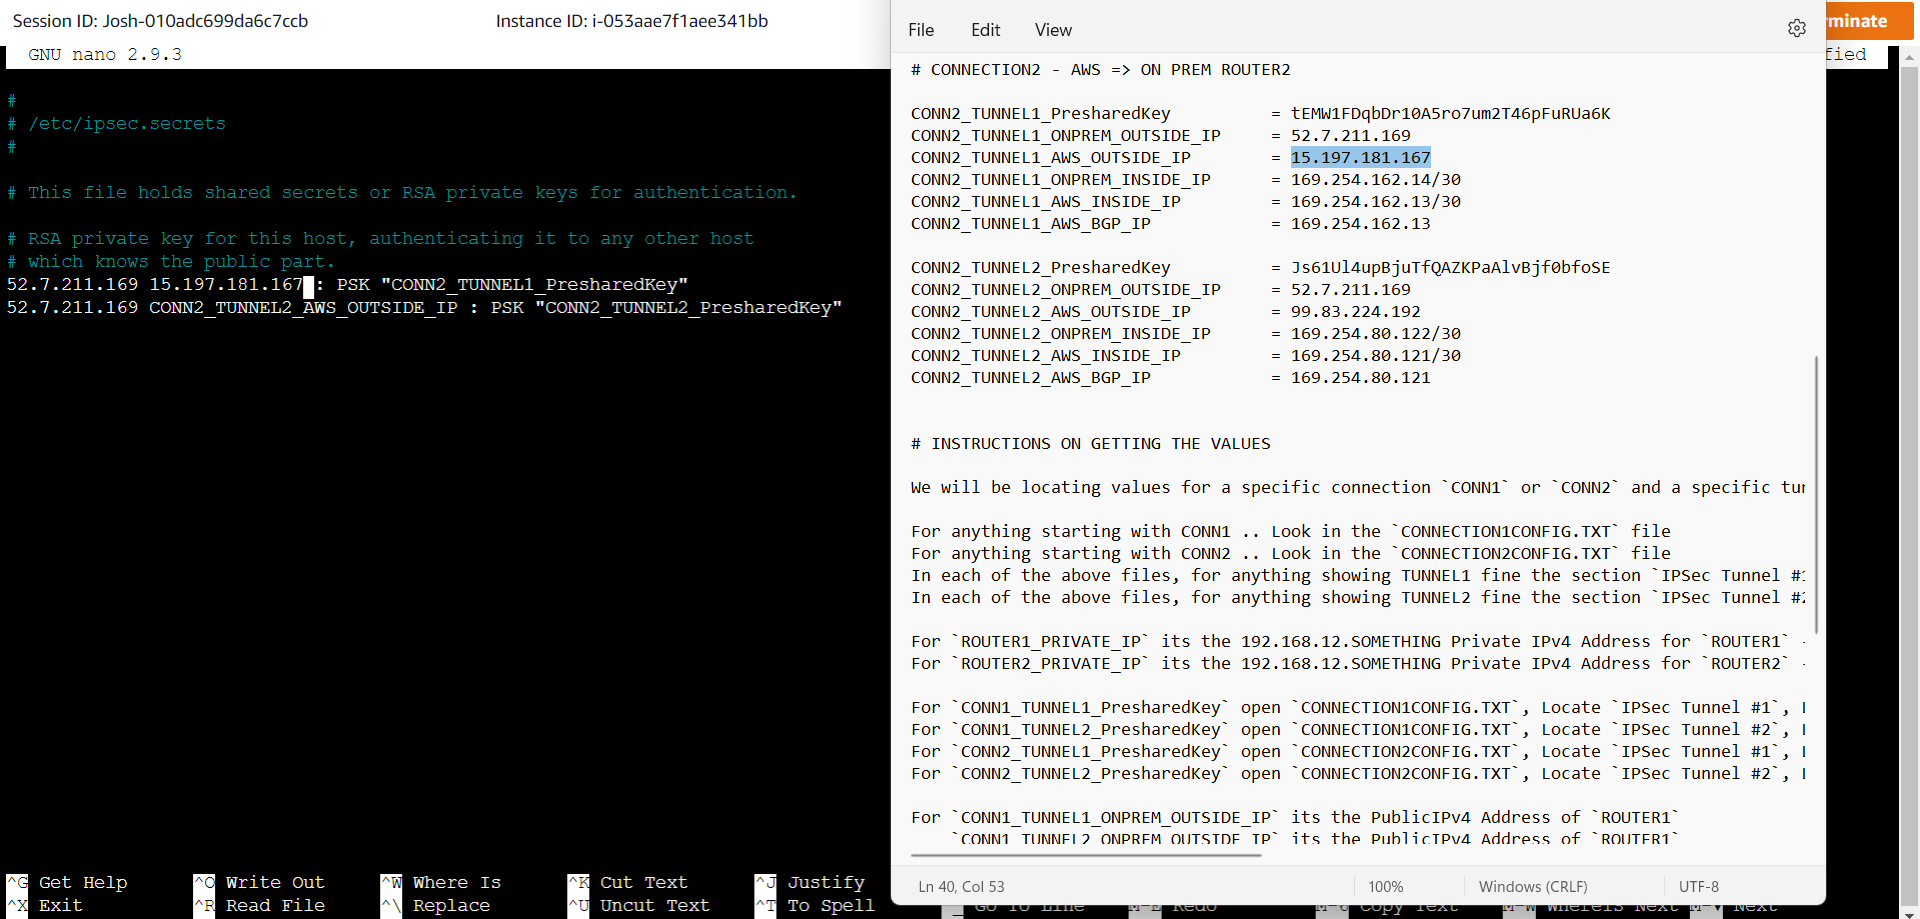 Session ID: Josh-010adc699da6c7ccb Instance ID: i-053aae7f1aee341bb
GNU nano 2.9.3
#
# /etc/ipsec.secrets
#
# This file holds shared secrets or RSA private keys for authentication.
# RSA private key for this host, authenticating it to any other host
# which knows the public part.
52.7.211.169 15.197.181.167 : PSK "CONN2_TUNNEL1_PresharedKey"
52.7.211.169 CONN2_TUNNEL2_AWS_OUTSIDE_IP : PSK "CONN2_TUNNEL2_PresharedKey"
^G Get Help ^O Write Out ^W Where Is ^K Cut Text ^J Justify
^X Exit ^R Read File ^\ Replace ^U Uncut Text ^T To Spell
File Edit View
minate
fied
# CONNECTION2 - AWS => ON PREM ROUTER2
CONN2_TUNNEL1_PresharedKey = tEMW1FDqbDr10A5ro7um2T46pFuRUa6K
CONN2_TUNNEL1_ONPREM_OUTSIDE_IP = 52.7.211.169
CONN2_TUNNEL1_AWS_OUTSIDE_IP = 15.197.181.167
CONN2_TUNNEL1_ONPREM_INSIDE_IP = 169.254.162.14/30
CONN2_TUNNEL1_AWS_INSIDE_IP = 169.254.162.13/30
CONN2_TUNNEL1_AWS_BGP_IP = 169.254.162.13
CONN2_TUNNEL2_PresharedKey = Js61Ul4upBjuTfQAZKPaAlvBjf0bfoSE
CONN2_TUNNEL2_ONPREM_OUTSIDE_IP = 52.7.211.169
CONN2_TUNNEL2_AWS_OUTSIDE_IP = 99.83.224.192
CONN2_TUNNEL2_ONPREM_INSIDE_IP = 169.254.80.122/30
CONN2_TUNNEL2_AWS_INSIDE_IP = 169.254.80.121/30
CONN2_TUNNEL2_AWS_BGP_IP = 169.254.80.121
# INSTRUCTIONS ON GETTING THE VALUES
We will be locating values for a specific connection `CONN1` or `CONN2` and a specific tur
For anything starting with CONN1 .. Look in the `CONNECTION1CONFIG.TXT` file
For anything starting with CONN2 .. Look in the `CONNECTION2CONFIG.TXT` file
In each of the above files, for anything showing TUNNEL1 fine the section `IPSec Tunnel #1
In each of the above files, for anything showing TUNNEL2 fine the section `IPSec Tunnel #2
For `ROUTER1_PRIVATE_IP` its the 192.168.12.SOMETHING Private IPv4 Address for `ROUTER1` -
For `ROUTER2_PRIVATE_IP` its the 192.168.12.SOMETHING Private IPv4 Address for `ROUTER2` -
For `CONN1_TUNNEL1_PresharedKey` open `CONNECTION1CONFIG.TXT`, Locate `IPSec Tunnel #1`,
For `CONN1_TUNNEL2_PresharedKey` open `CONNECTION1CONFIG.TXT`, Locate `IPSec Tunnel #2`,
For `CONN2_TUNNEL1_PresharedKey` open `CONNECTION2CONFIG.TXT`, Locate `IPSec Tunnel #1`,
For `CONN2_TUNNEL2_PresharedKey` open `CONNECTION2CONFIG.TXT`, Locate `IPSec Tunnel #2`,
For `CONN1_TUNNEL1_ONPREM_OUTSIDE_IP` its the PublicIPv4 Address of `ROUTER1`
`CONN1_TUNNEL2_ONPREM_OUTSIDE_IP` its the PublicIPv4 Address of `ROUTER1`
Ln 40, Col 53 100% Windows (CRLF) UTF-8